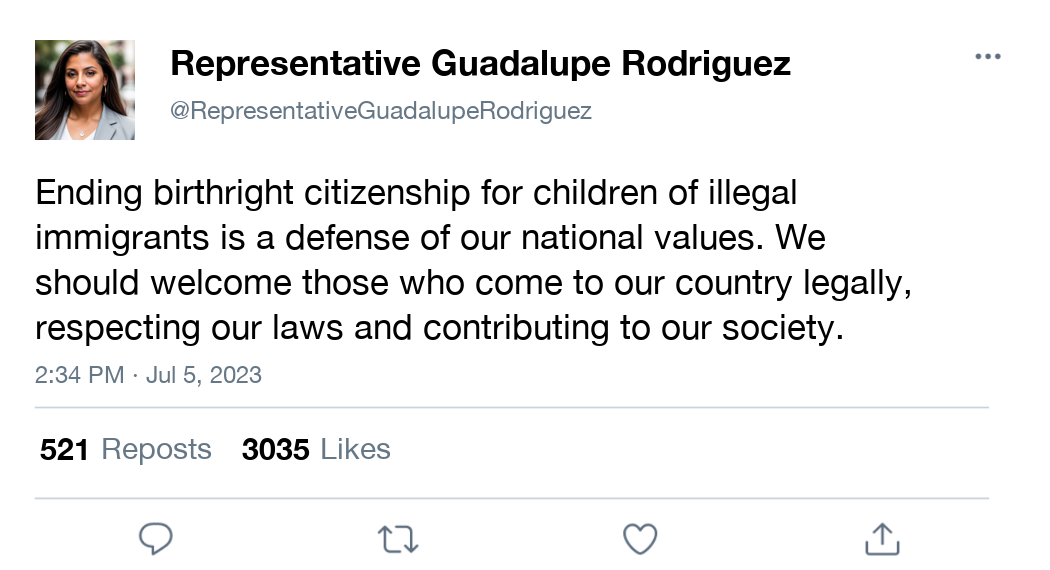 Representative Guadalupe Rodriguez
@RepresentativeGuadalupeRodriguez
Ending birthright citizenship for children of illegal
immigrants is a defense of our national values. We
should welcome those who come to our country legally,
respecting our laws and contributing to our society.
2:34 PM · Jul 5, 2023
521 Reposts 3035 Likes